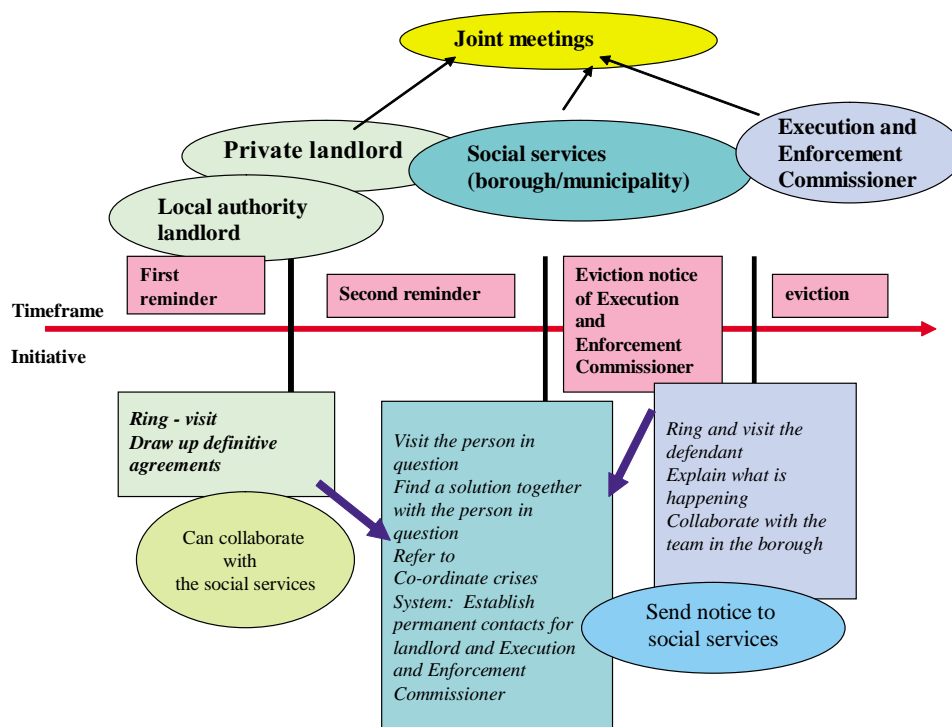 Joint meetings
Private landlord
Social services
(borough/municipality)
Execution and
Enforcement
Commissioner
Local authority
landlord
First
reminder
Second reminder
Eviction notice
of Execution
and
Enforcement
Commissioner
eviction
Timeframe
Initiative
Ring - visit
Draw up definitive
agreements
Can collaborate
with
the social services
Visit the person in
question
Find a solution together
with the person in
question
Refer to
Co-ordinate crises
System: Establish
permanent contacts for
landlord and Execution
and Enforcement
Commissioner
Ring and visit the
defendant
Explain what is
happening
Collaborate with the
team in the borough
Send notice to
social services